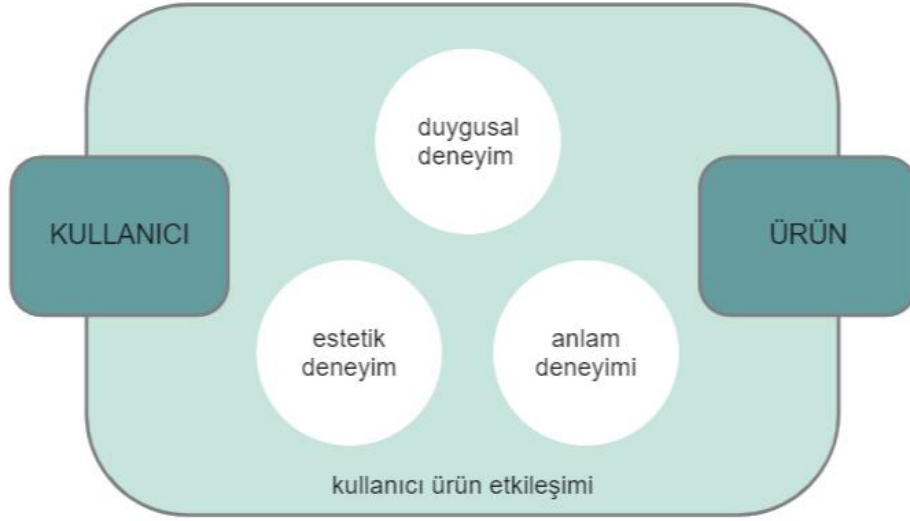 duygusal
deneyim
KULLANICI
ÜRÜN
estetik
deneyim
anlam
deneyimi
kullanıcı ürün etkileşimi